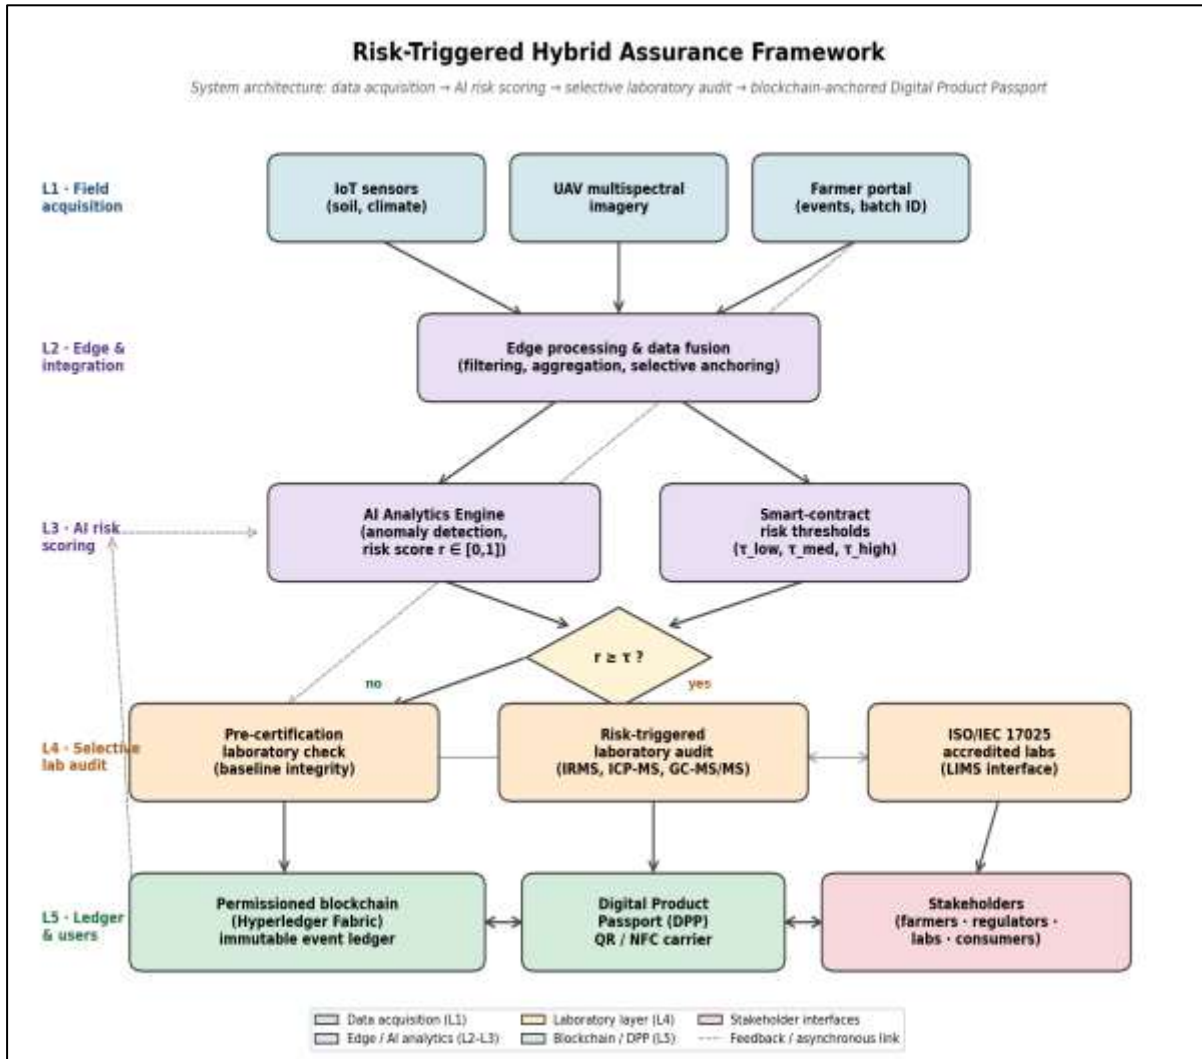 Risk-Triggered Hybrid Assurance Framework
System architecture: data acquisition → AI risk scoring → selective laboratory audit → blockchain-anchored Digital Product Passport
L1 · Field
acquisition
IoT sensors
(soil, climate)
UAV multispectral
imagery
Farmer portal
(events, batch ID)
L2 · Edge &
integration
Edge processing & data fusion
(filtering, aggregation, selective anchoring)
L3 · AI risk
scoring
AI Analytics Engine
(anomaly detection,
risk score r ∈ [0,1])
Smart-contract
risk thresholds
(τ_low, τ_med, τ_high)
r ≥ τ ?
no
yes
L4 · Selective
lab audit
Pre-certification
laboratory check
(baseline integrity)
Risk-triggered
laboratory audit
(IRMS, ICP-MS, GC-MS/MS)
ISO/IEC 17025
accredited labs
(LIMS interface)
L5 · Ledger
& users
Permissioned blockchain
(Hyperledger Fabric)
immutable event ledger
Digital Product
Passport (DPP)
QR / NFC carrier
Stakeholders
(farmers · regulators ·
labs · consumers)
Data acquisition (L1)
Edge / AI analytics (L2–L3)
Laboratory layer (L4)
Blockchain / DPP (L5)
Stakeholder interfaces
Feedback / asynchronous link